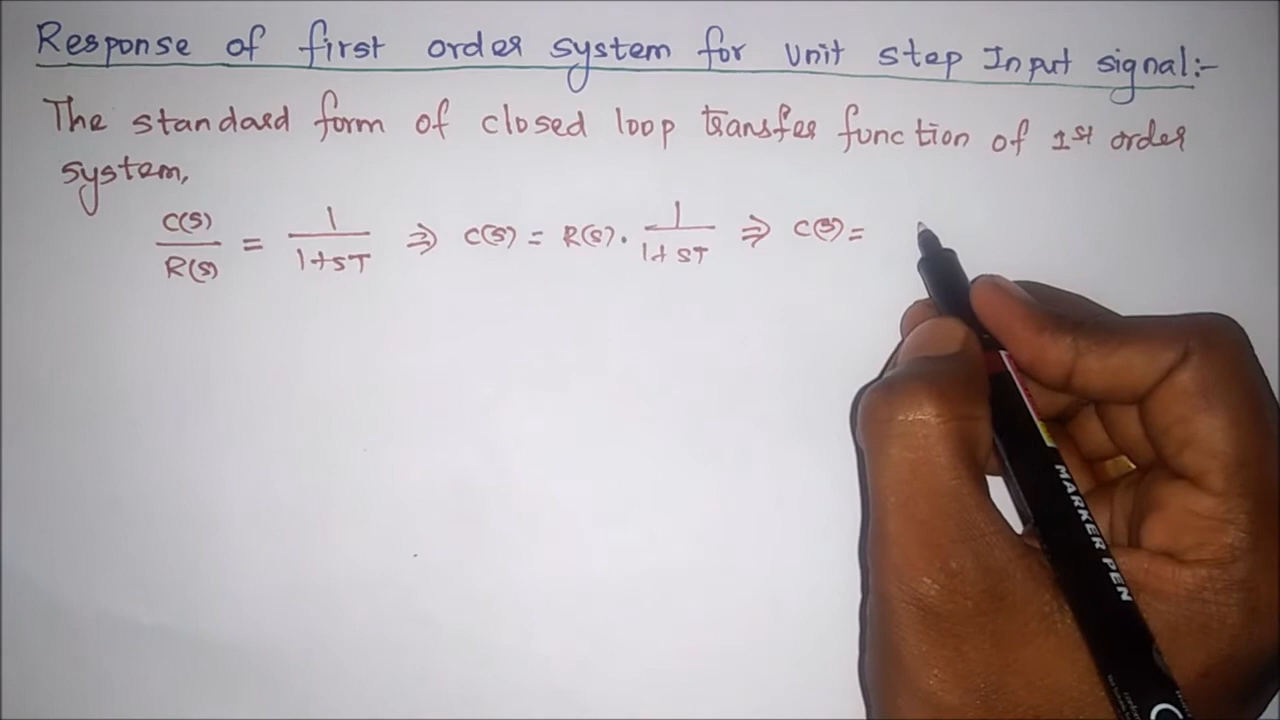 Response of first order system for unit step Input signal:-
The standard form of closed loop transfer function of 1st order
system,
C(S)/R(S) = 1/1+ST ⇒ C(S) = R(S) · 1/1+ST ⇒ C(S) =
MARKER PEN